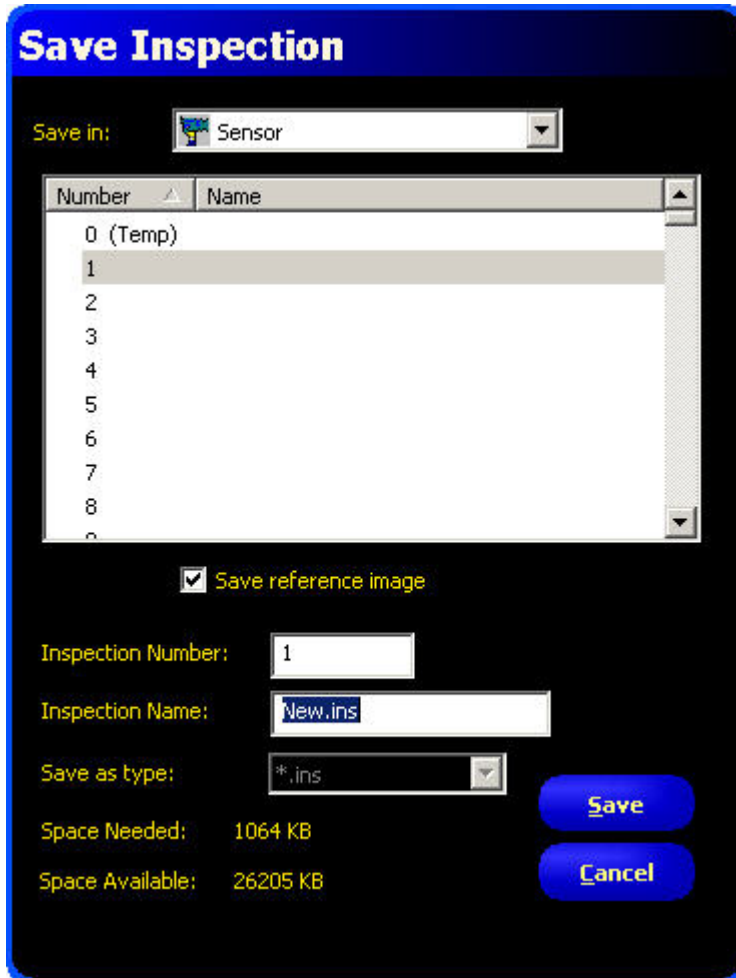 Save Inspection
Save in: Sensor
Number Name
0 (Temp)
1
2
3
4
5
6
7
8
Save reference image
Inspection Number: 1
Inspection Name: New.ins
Save as type: *.ins
Space Needed: 1064 KB
Space Available: 26205 KB
Save
Cancel